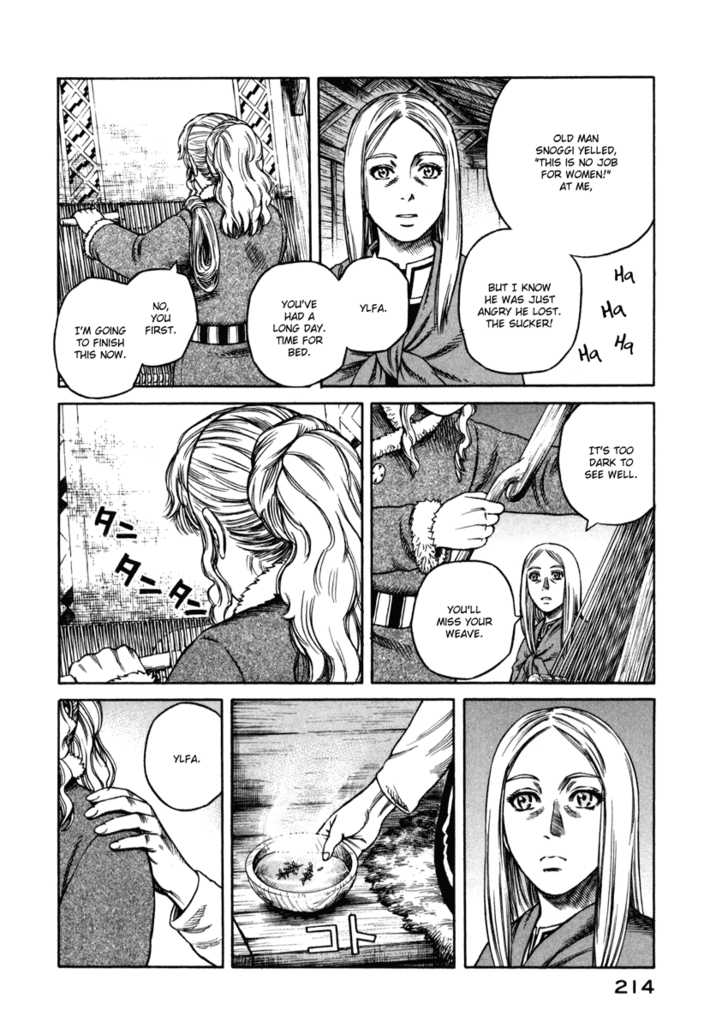 OLD MAN
SNOGGI YELLED,
"THIS IS NO JOB
FOR WOMEN!"
AT ME,
BUT I KNOW
HE WAS JUST
ANGRY HE LOST.
THE SUCKER!
Ha
Ha
Ha
Ha
YLFA.
YOU'VE
HAD A
LONG DAY.
TIME FOR
BED.
NO,
YOU
FIRST.
I'M GOING
TO FINISH
THIS NOW.
IT'S TOO
DARK TO
SEE WELL.
YOU'LL
MISS YOUR
WEAVE.
タン
タン
タン
YLFA.
コト
214